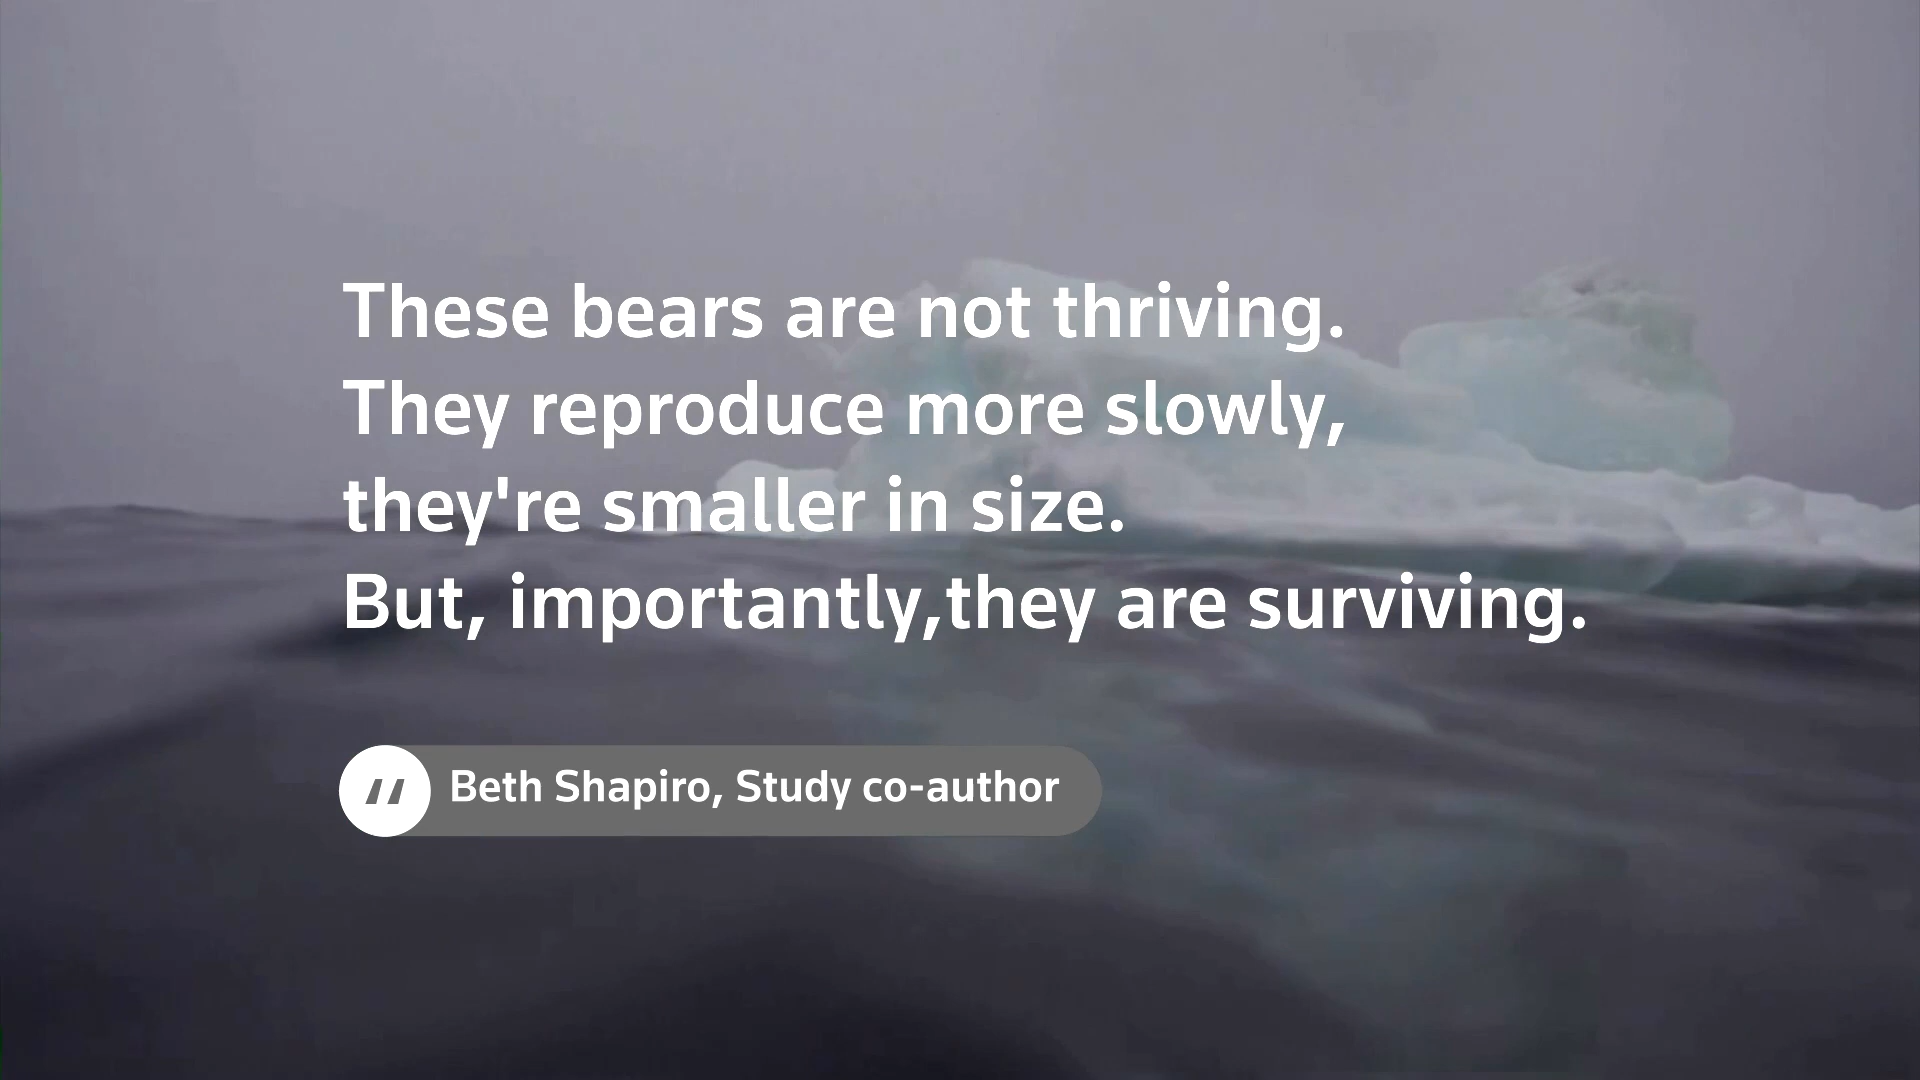 These bears are not thriving.
They reproduce more slowly,
they're smaller in size.
But, importantly,they are surviving.
" Beth Shapiro, Study co-author